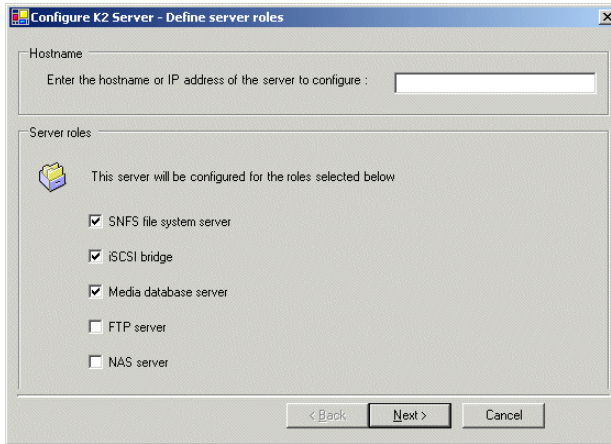 Configure K2 Server - Define server roles
Hostname
Enter the hostname or IP address of the server to configure :
Server roles
This server will be configured for the roles selected below
SNFS file system server
iSCSI bridge
Media database server
FTP server
NAS server
< Back
Next >
Cancel